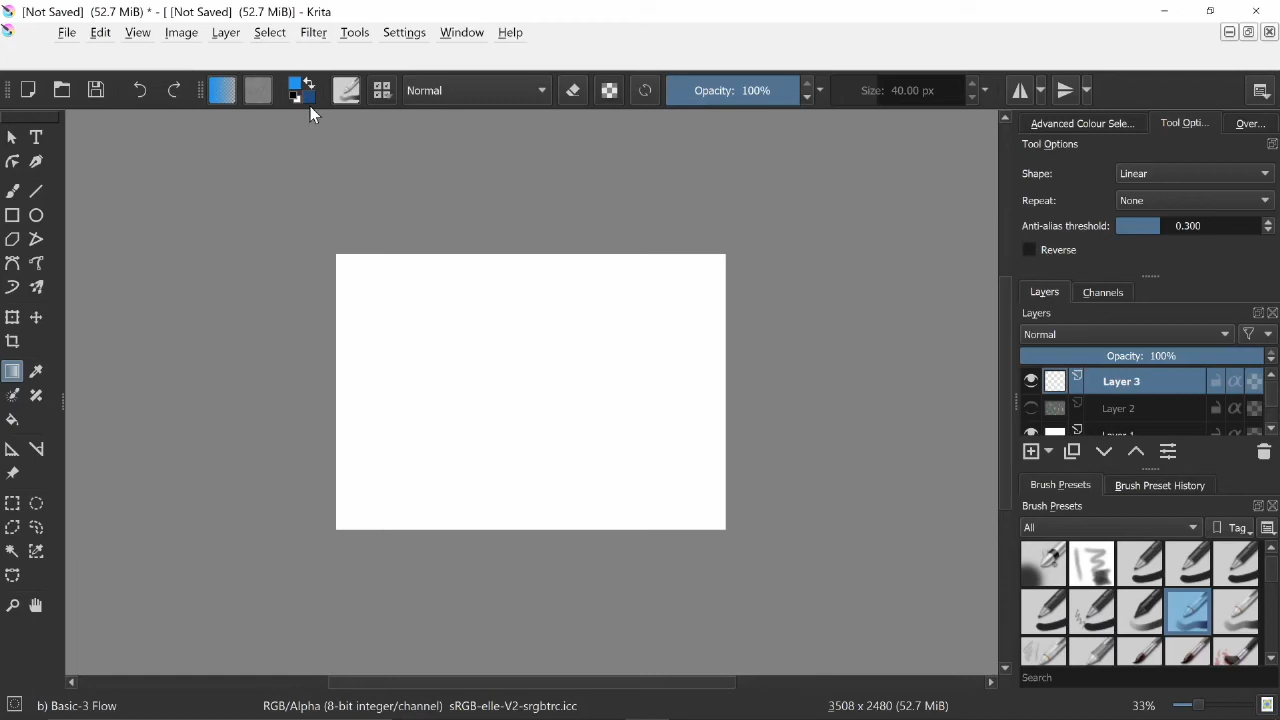 [Not Saved]  (52.7 MiB) * - [ [Not Saved]  (52.7 MiB)] - Krita
File Edit View Image Layer Select Filter Tools Settings Window Help
Normal Opacity: 100% Size: 40.00 px
Advanced Colour Sele... Tool Opti... Over...
Tool Options
Shape: Linear
Repeat: None
Anti-alias threshold: 0.300
Reverse
Layers Channels
Layers
Normal
Opacity: 100%
Layer 3
Layer 2
Brush Presets Brush Preset History
Brush Presets
All Tag
Search
b) Basic-3 Flow RGB/Alpha (8-bit integer/channel) sRGB-elle-V2-srgbtrc.icc 3508 x 2480 (52.7 MiB) 33%